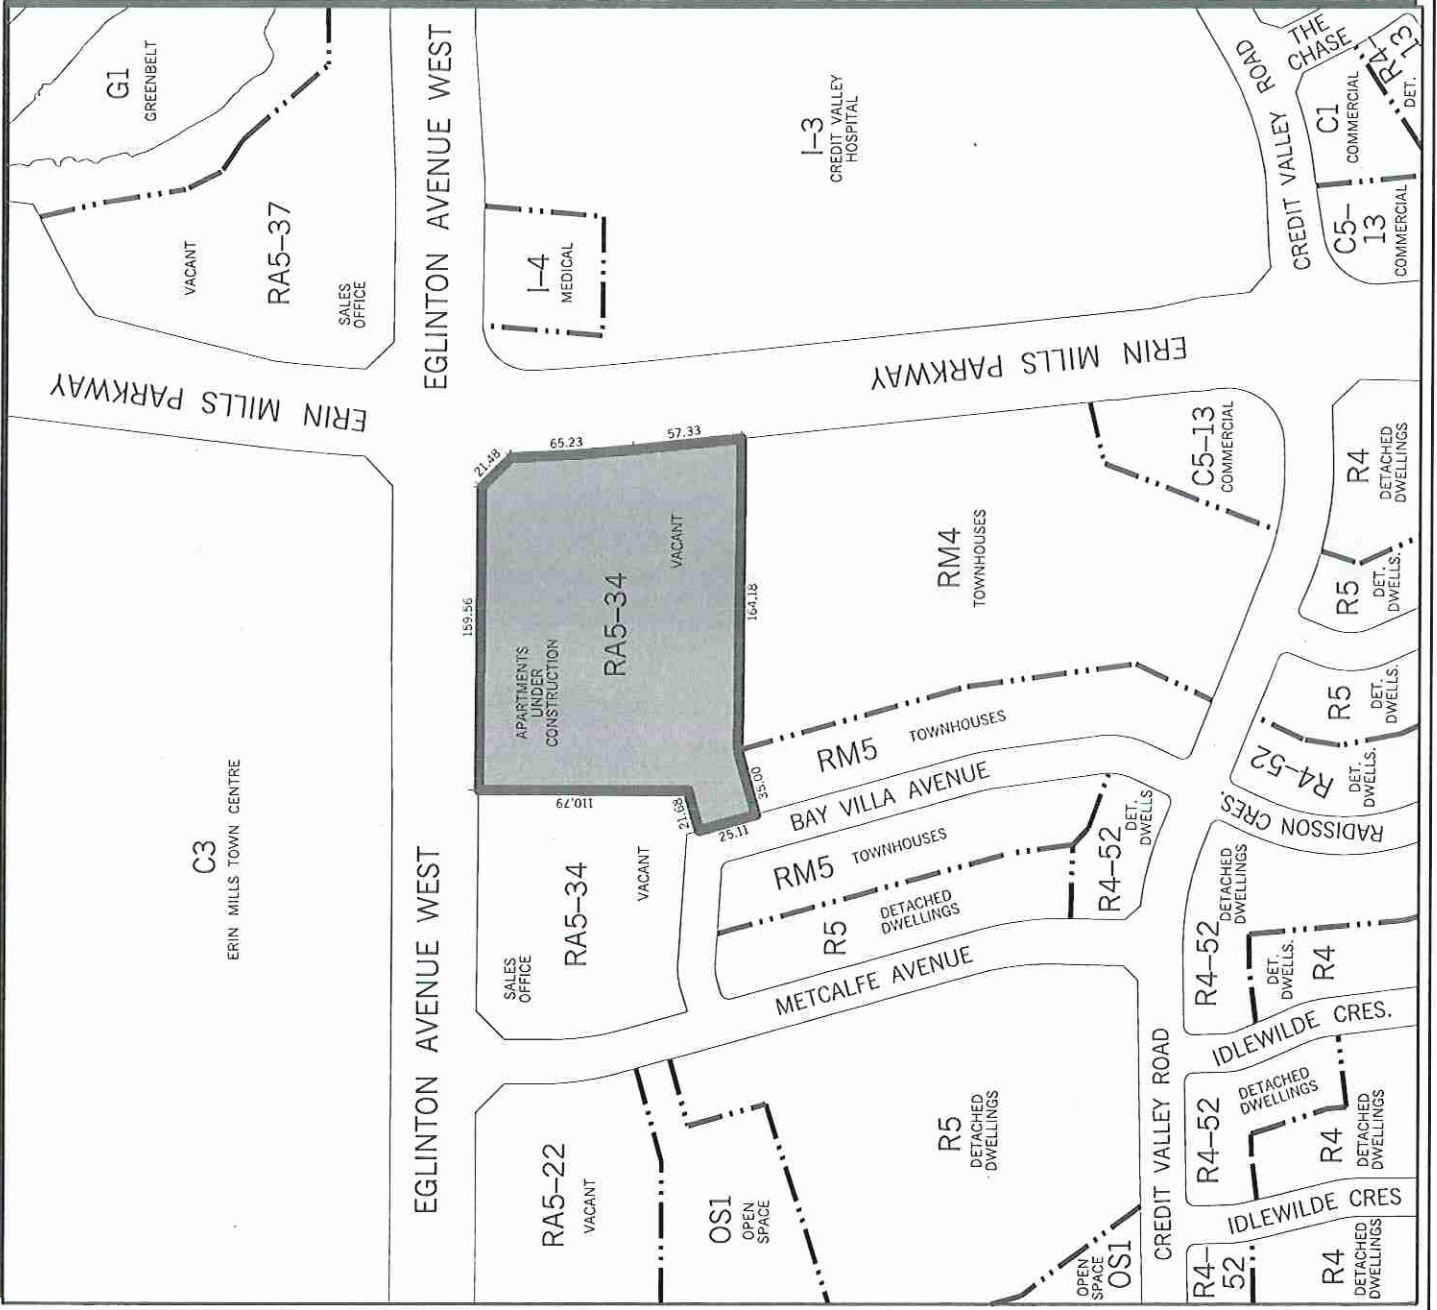 G1
GREENBELT
VACANT
RA5-37
SALES
OFFICE
ERIN MILLS PARKWAY
EGLINTON AVENUE WEST
I-3
CREDIT VALLEY
HOSPITAL
I-4
MEDICAL
ERIN MILLS PARKWAY
CREDIT VALLEY ROAD
THE
CHASE
R4-
13
DET.
C1
COMMERCIAL
C5-
13
COMMERCIAL
C3
ERIN MILLS TOWN CENTRE
EGLINTON AVENUE WEST
21.48
65.23
57.33
159.56
164.18
110.79
21.68
25.11
35.00
APARTMENTS
UNDER
CONSTRUCTION
RA5-34
VACANT
RM4
TOWNHOUSES
C5-13
COMMERCIAL
R4
DETACHED
DWELLINGS
R5
DET.
DWELLS.
R5
DET.
DWELLS.
R4-52
DET.
DWELLS.
RADISSON CRES.
RM5
TOWNHOUSES
BAY VILLA AVENUE
RM5
TOWNHOUSES
R4-52
DET.
DWELLS
R5
DETACHED
DWELLINGS
METCALFE AVENUE
SALES
OFFICE
RA5-34
VACANT
R4-52
DETACHED
DWELLINGS
DET.
DWELLS.
R4
IDLEWILDE CRES.
R4-52
DETACHED
DWELLINGS
R4
DETACHED
DWELLINGS
IDLEWILDE CRES
R4-
52
R4
DETACHED
DWELLINGS
CREDIT VALLEY ROAD
RA5-22
VACANT
OS1
OPEN
SPACE
R5
DETACHED
DWELLINGS
OPEN
SPACE
OS1